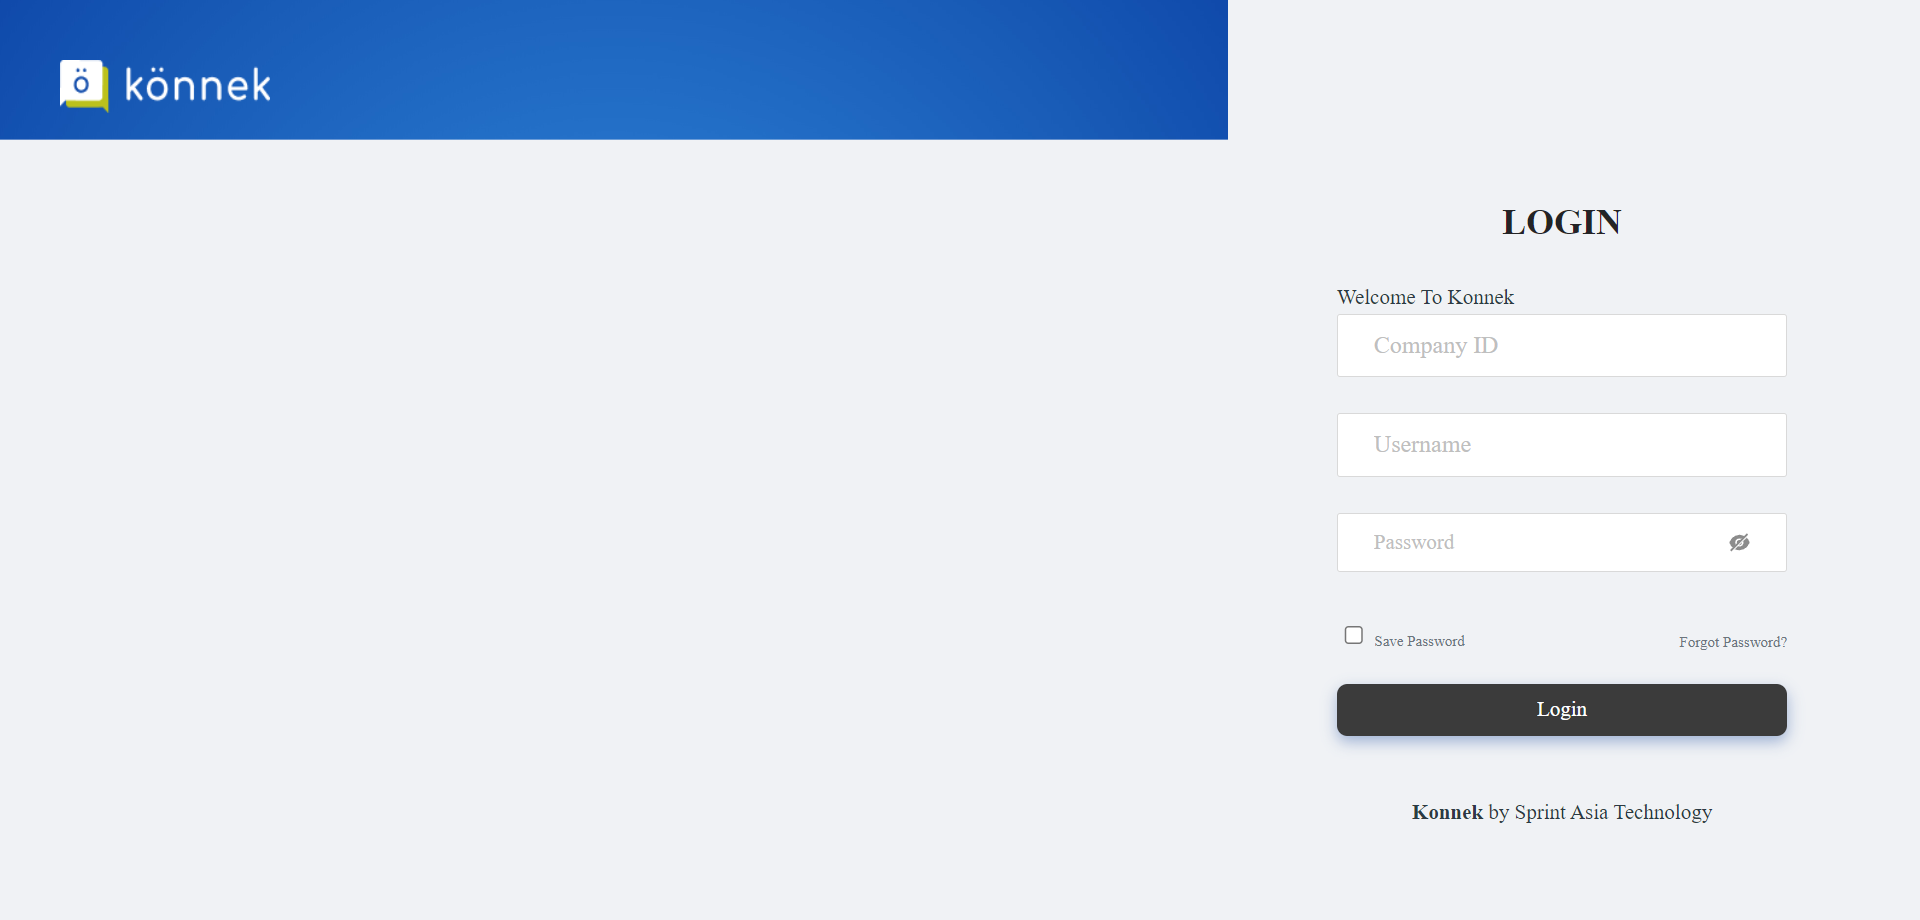 ö könnek
LOGIN
Welcome To Konnek
Company ID
Username
Password
Save Password
Forgot Password?
Login
Konnek by Sprint Asia Technology